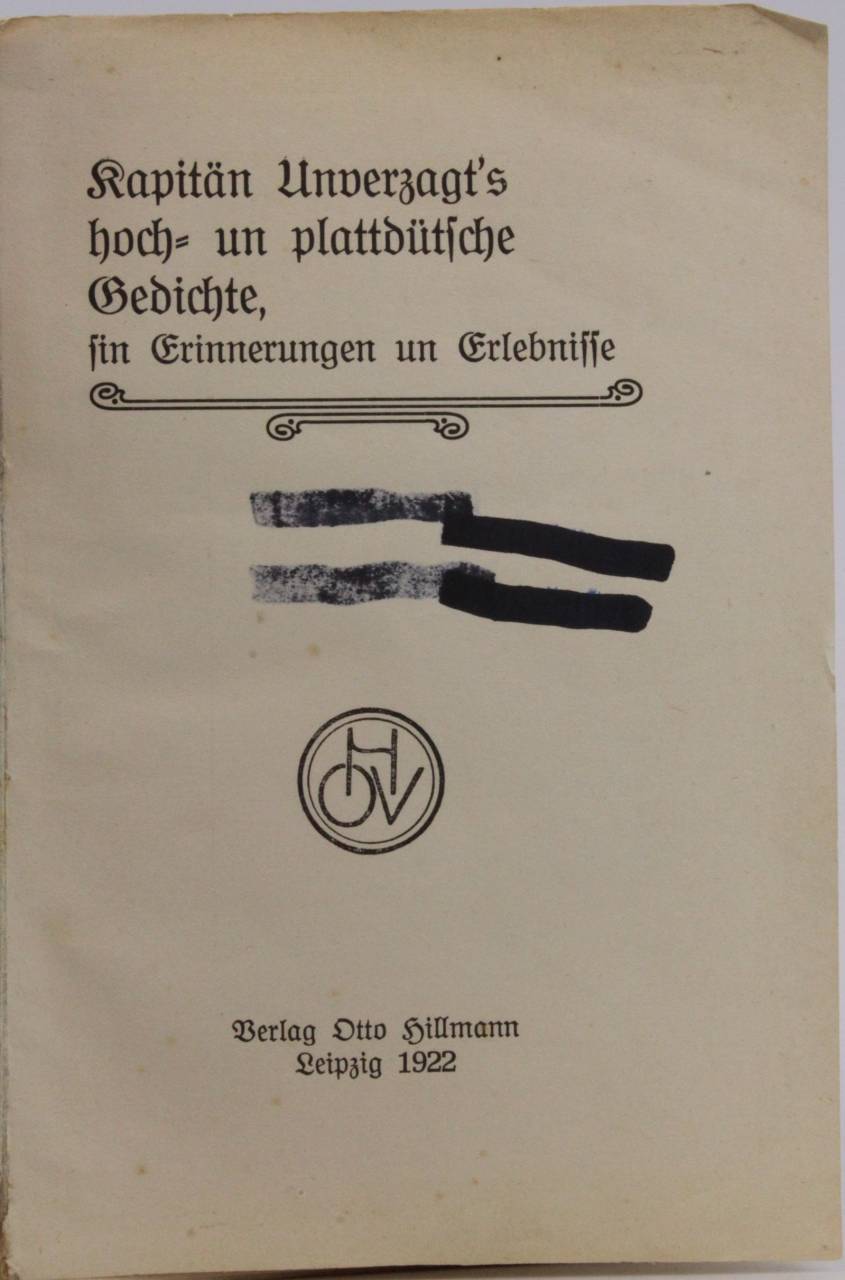 Kapitän Unverzagt's
hoch- un plattdütsche
Gedichte,
sin Erinnerungen un Erlebnisse
OHV
Verlag Otto Hillmann
Leipzig 1922